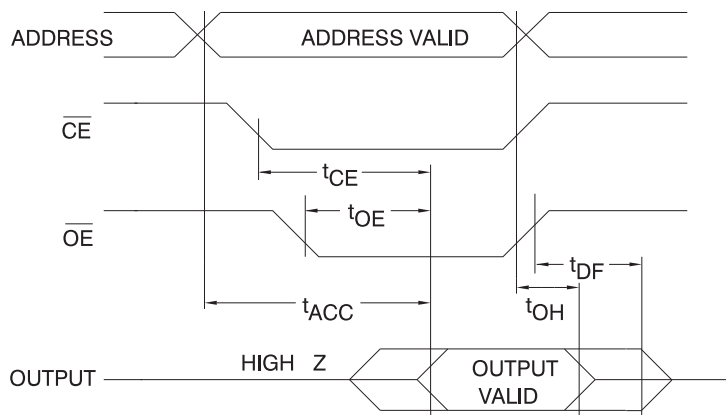 ADDRESS ADDRESS VALID
CE
tCE
tOE
OE
tDF
tACC
tOH
HIGH Z
OUTPUT
OUTPUT VALID